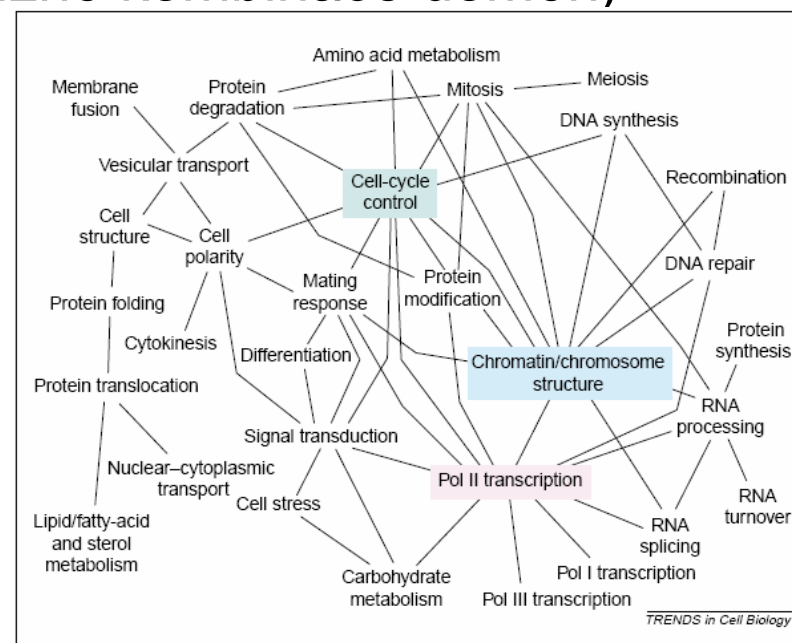 Amino acid metabolism
Membrane
fusion
Protein
degradation
Mitosis
Meiosis
DNA synthesis
Vesicular transport
Cell-cycle
control
Recombination
Cell
structure
Cell
polarity
DNA repair
Mating
response
Protein
modification
Protein folding
Cytokinesis
Differentiation
Protein
synthesis
Chromatin/chromosome
structure
Protein translocation
RNA
processing
Signal transduction
Nuclear–cytoplasmic
transport
Pol II transcription
Cell stress
RNA
turnover
Lipid/fatty-acid
and sterol
metabolism
RNA
splicing
Carbohydrate
metabolism
Pol I transcription
Pol III transcription
TRENDS in Cell Biology